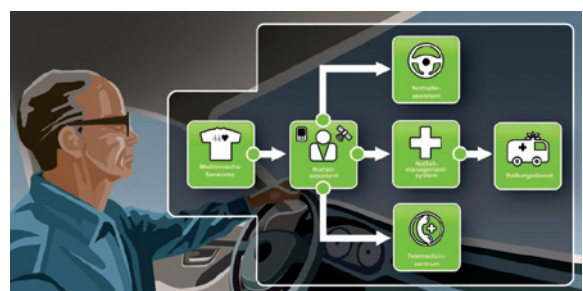 Nothalte-
assistent
Medizinische
Sensoren
Notfall-
assistent
Notfall-
management-
system
Rettungsdienst
Telemedizin-
zentrum